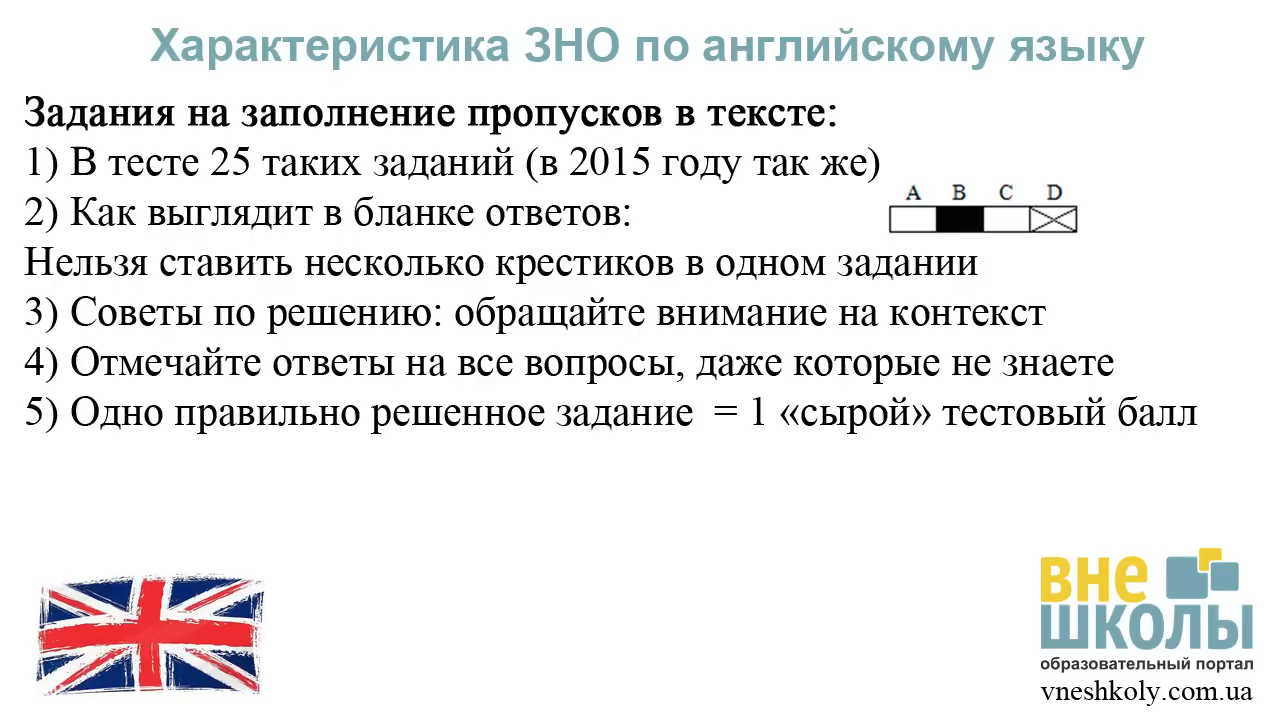 Характеристика ЗНО по английскому языку
Задания на заполнение пропусков в тексте:
1) В тесте 25 таких заданий (в 2015 году так же)
A B C D
2) Как выглядит в бланке ответов:
Нельзя ставить несколько крестиков в одном задании
3) Советы по решению: обращайте внимание на контекст
4) Отмечайте ответы на все вопросы, даже которые не знаете
5) Одно правильно решенное задание = 1 «сырой» тестовый балл
вне
школы
образовательный портал
vneshkoly.com.ua